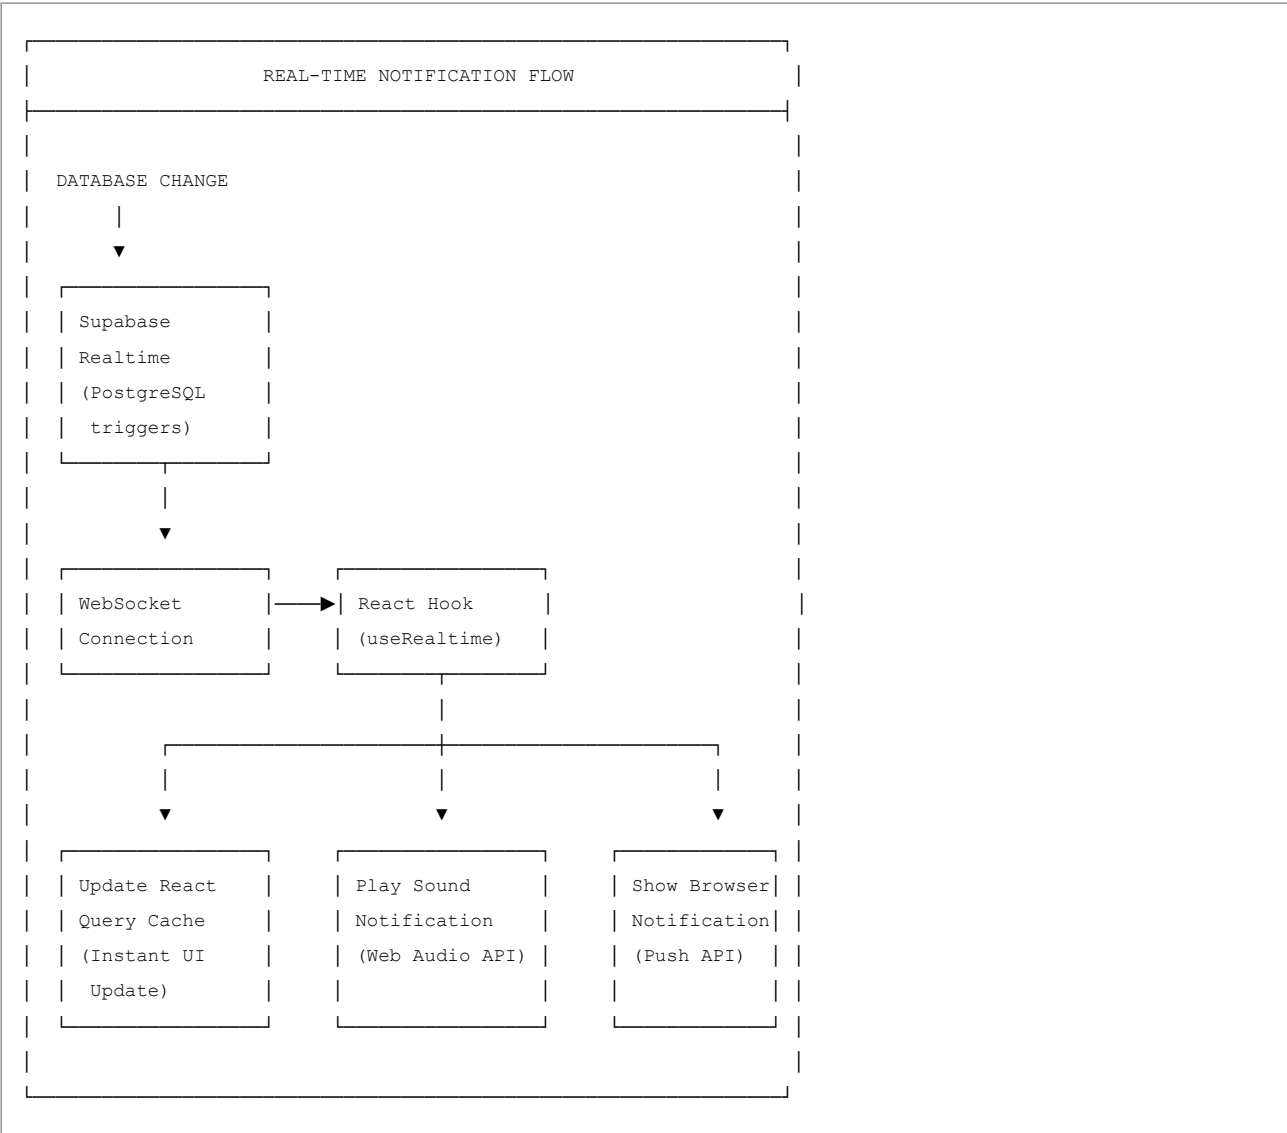 REAL-TIME NOTIFICATION FLOW
DATABASE CHANGE
Supabase
Realtime
(PostgreSQL
triggers)
WebSocket
Connection
React Hook
(useRealtime)
Update React
Query Cache
(Instant UI
Update)
Play Sound
Notification
(Web Audio API)
Show Browser
Notification
(Push API)